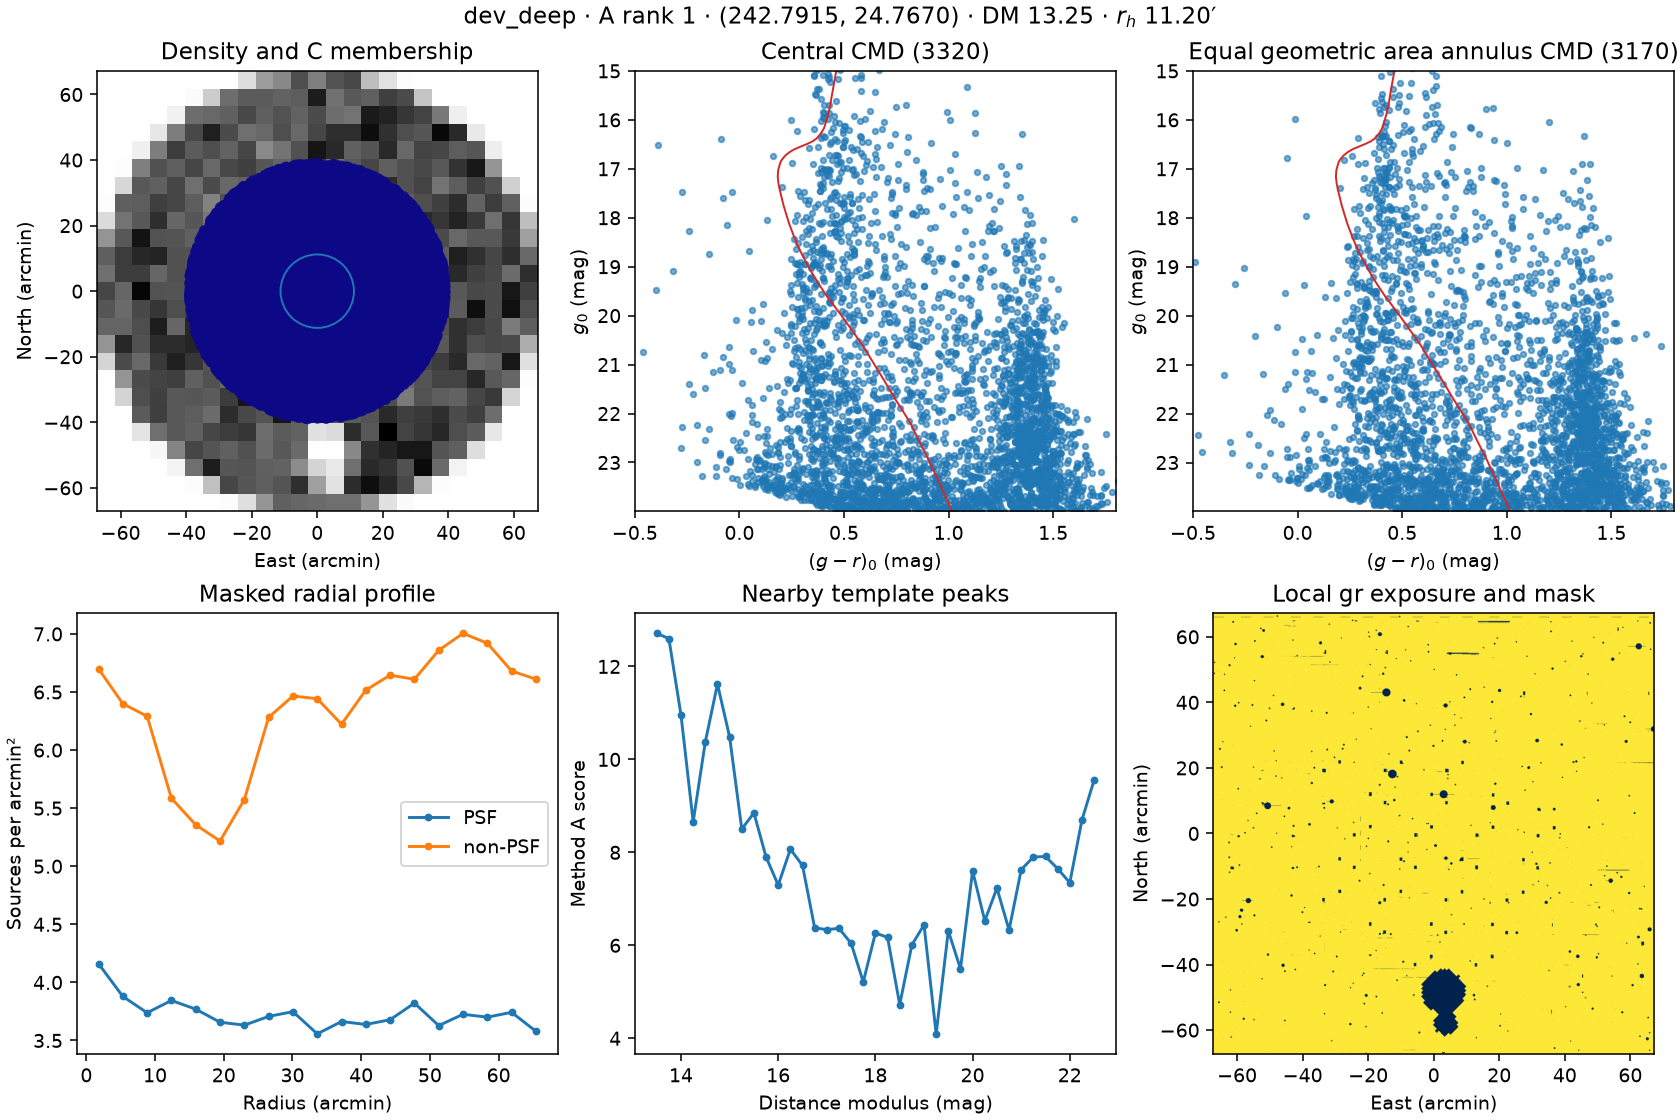 dev_deep · A rank 1 · (242.7915, 24.7670) · DM 13.25 · r_h 11.20′
Density and C membership
60
40
20
0
−20
−40
−60
−60 −40 −20 0 20 40 60
East (arcmin)
North (arcmin)
Central CMD (3320)
15
16
17
18
19
20
21
22
23
−0.5 0.0 0.5 1.0 1.5
(g − r)₀ (mag)
g₀ (mag)
Equal geometric area annulus CMD (3170)
15
16
17
18
19
20
21
22
23
−0.5 0.0 0.5 1.0 1.5
(g − r)₀ (mag)
g₀ (mag)
Masked radial profile
7.0
6.5
6.0
5.5
5.0
4.5
4.0
3.5
0 10 20 30 40 50 60
Radius (arcmin)
Sources per arcmin²
PSF
non-PSF
Nearby template peaks
12
10
8
6
4
14 16 18 20 22
Distance modulus (mag)
Method A score
Local gr exposure and mask
60
40
20
0
−20
−40
−60
−60 −40 −20 0 20 40 60
East (arcmin)
North (arcmin)